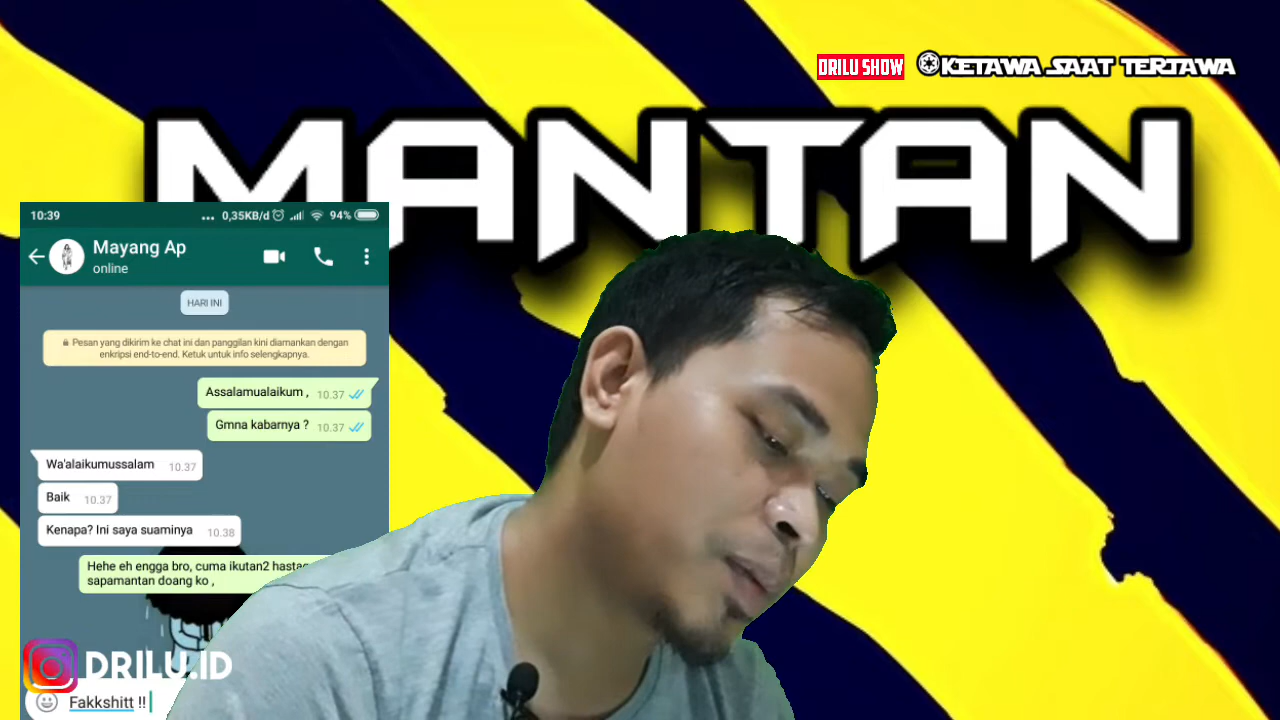 DRILU SHOW
KETAWA SAAT TERTAWA
MANTAN
10:39
... 0,35KB/d 94%
Mayang Ap
online
HARI INI
Pesan yang dikirim ke chat ini dan panggilan kini diamankan dengan
enkripsi end-to-end. Ketuk untuk info selengkapnya.
Assalamualaikum , 10.37
Gmna kabarnya ? 10.37
Wa'alaikumussalam 10.37
Baik 10.37
Kenapa? Ini saya suaminya 10.38
Hehe eh engga bro, cuma ikutan2
sapamantan doang ko ,
DRILU.ID
Fakkshitt !!